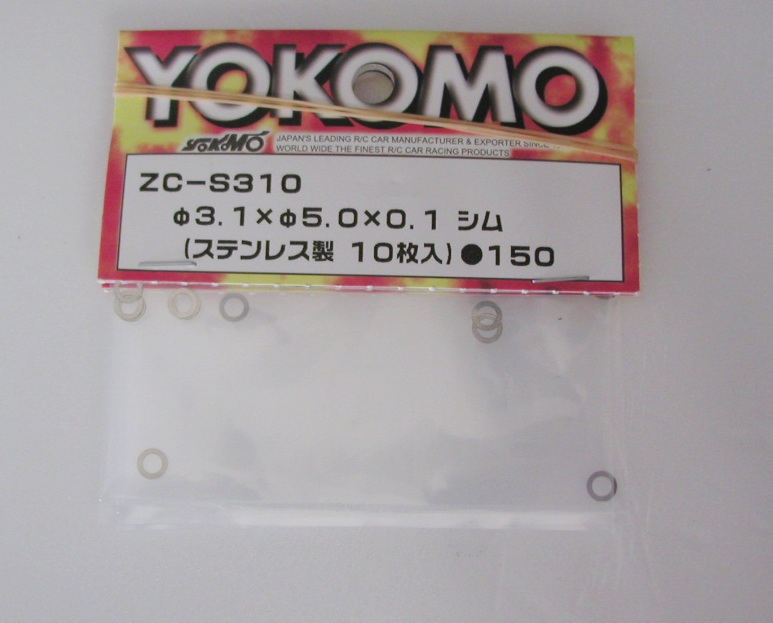 YOKOMO
YOKOMO
JAPAN'S LEADING R/C CAR MANUFACTURER & EXPORTER SINCE
WORLD WIDE THE FINEST R/C CAR RACING PRODUCTS
ZC-S310
φ3.1×φ5.0×0.1 シム
(ステンレス製 10枚入)●150